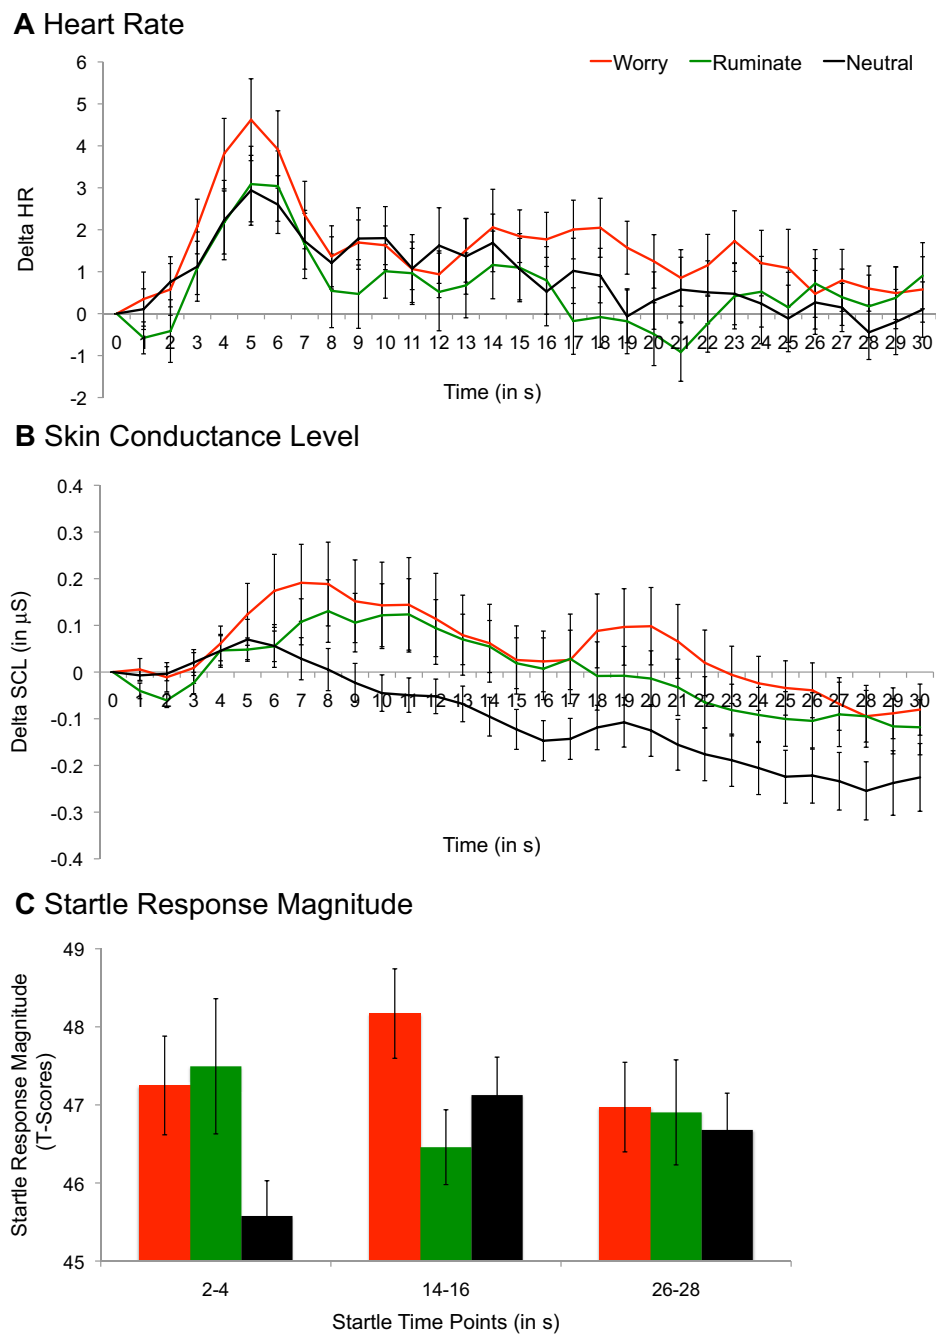 A Heart Rate
Worry Ruminate Neutral
6
5
4
3
2
1
0
-1
-2
Delta HR
0 1 2 3 4 5 6 7 8 9 10 11 12 13 14 15 16 17 18 19 20 21 22 23 24 25 26 27 28 29 30
Time (in s)
B Skin Conductance Level
0.4
0.3
0.2
0.1
0
-0.1
-0.2
-0.3
-0.4
Delta SCL (in µS)
0 1 2 3 4 5 6 7 8 9 10 11 12 13 14 15 16 17 18 19 20 21 22 23 24 25 26 27 28 29 30
Time (in s)
C Startle Response Magnitude
49
48
47
46
45
Startle Response Magnitude
(T-Scores)
2-4 14-16 26-28
Startle Time Points (in s)